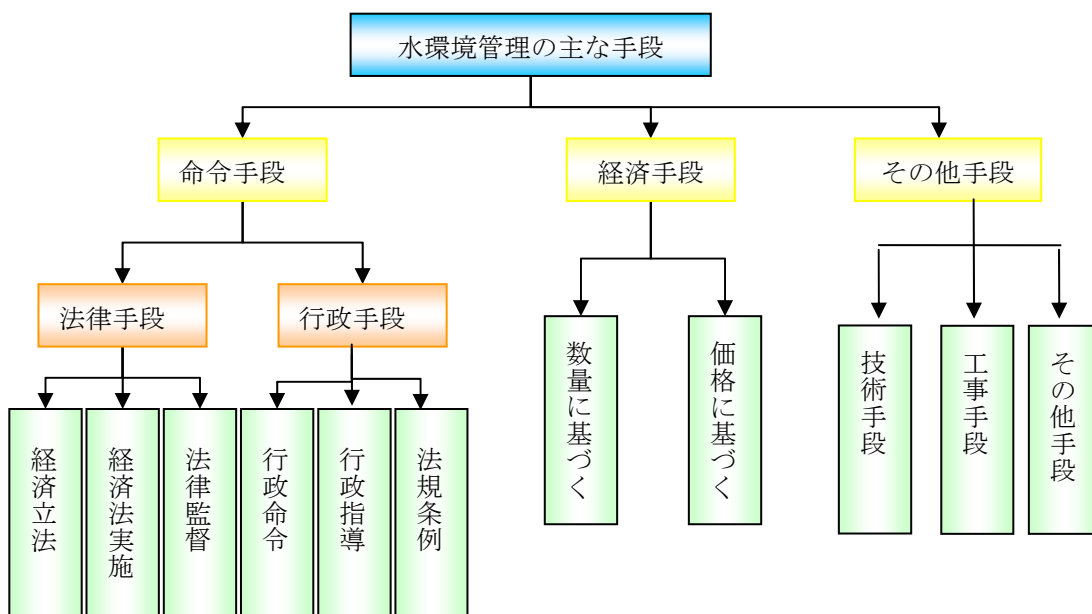 水環境管理の主な手段
命令手段
経済手段
その他手段
法律手段
行政手段
数量に基づく
価格に基づく
技術手段
工事手段
その他手段
経済立法
経済法実施
法律監督
行政命令
行政指導
法規条例